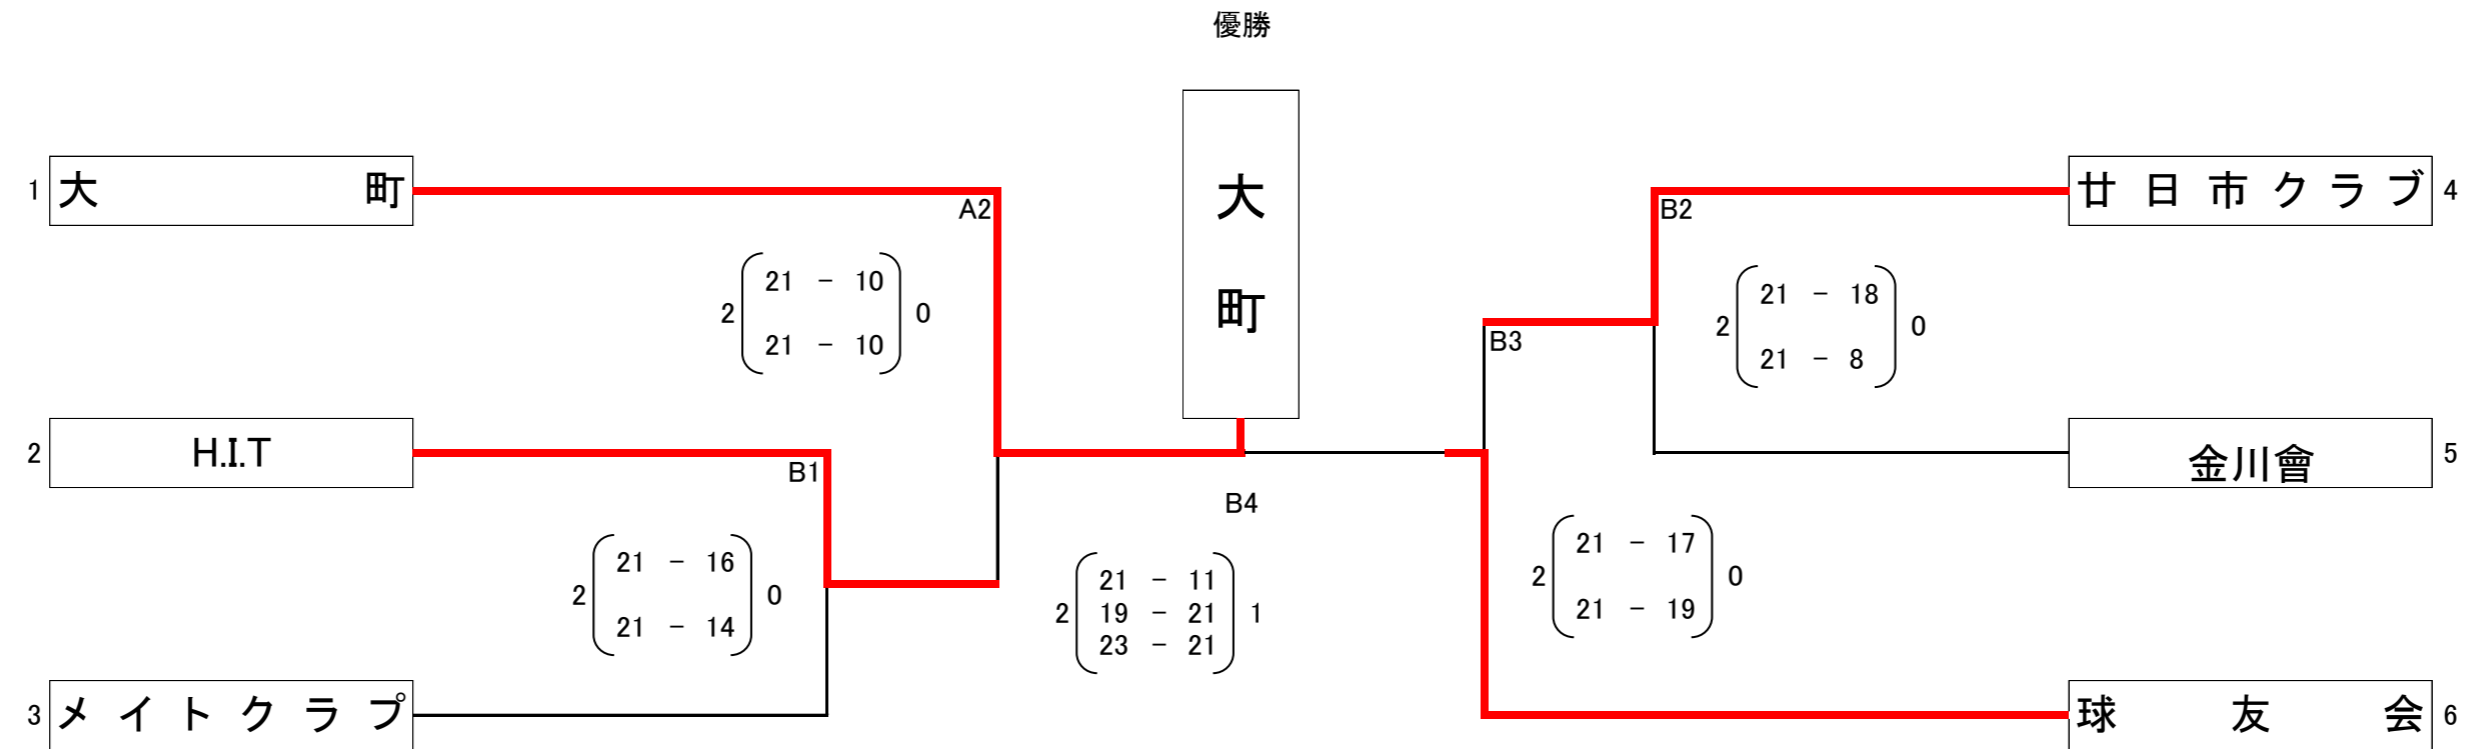 優勝
大町
1 大町
A2
2 21 - 10 0
21 - 10
2 H.I.T
B1
2 21 - 16 0
21 - 14
3 メイトクラプ
B4
21 - 11
2 19 - 21 1
23 - 21
廿日市クラブ 4
B2
2 21 - 18 0
21 - 8
B3
金川會 5
2 21 - 17 0
21 - 19
球友会 6